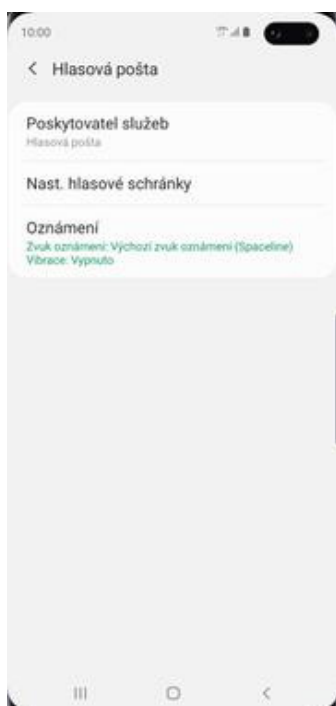 10:00
Hlasová pošta
Poskytovatel služeb
Hlasová pošta
Nast. hlasové schránky
Oznámení
Zvuk oznámení: Výchozí zvuk oznámení (Spaceline)
Vibrace: Vypnuto